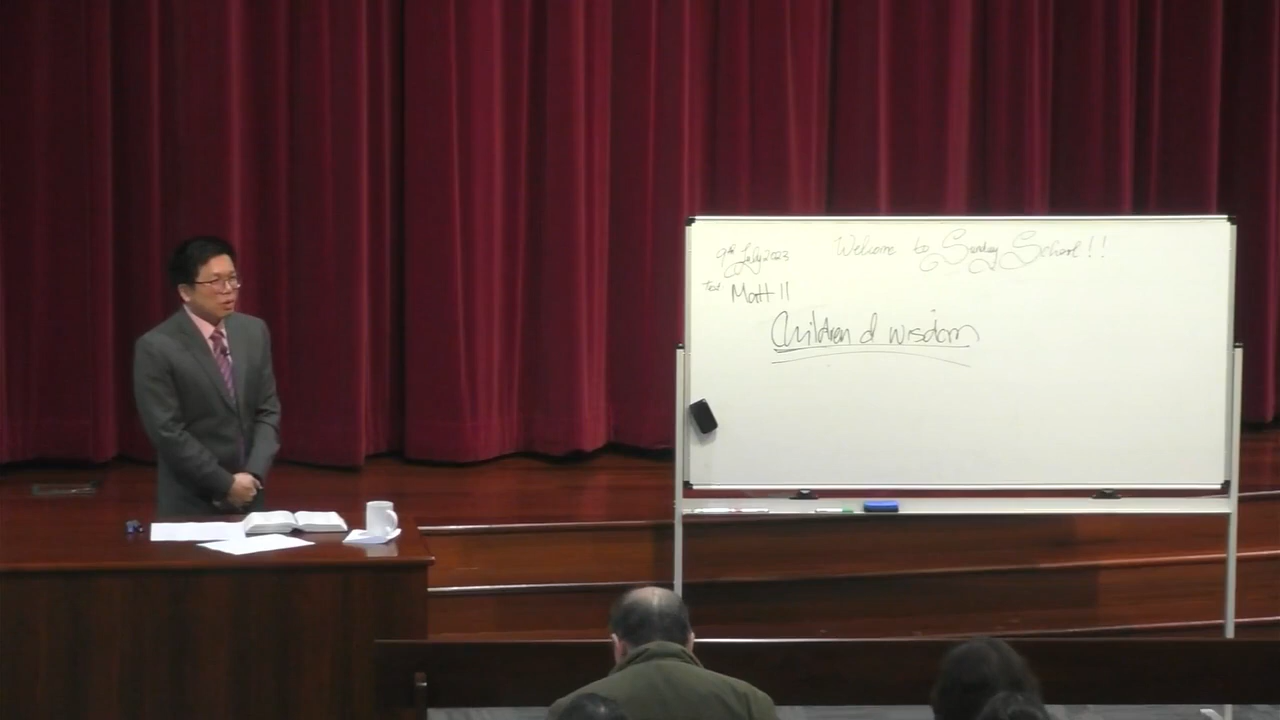 9th July 2023 Welcome to Sunday School!!
Text Matt 11
Children of wisdom